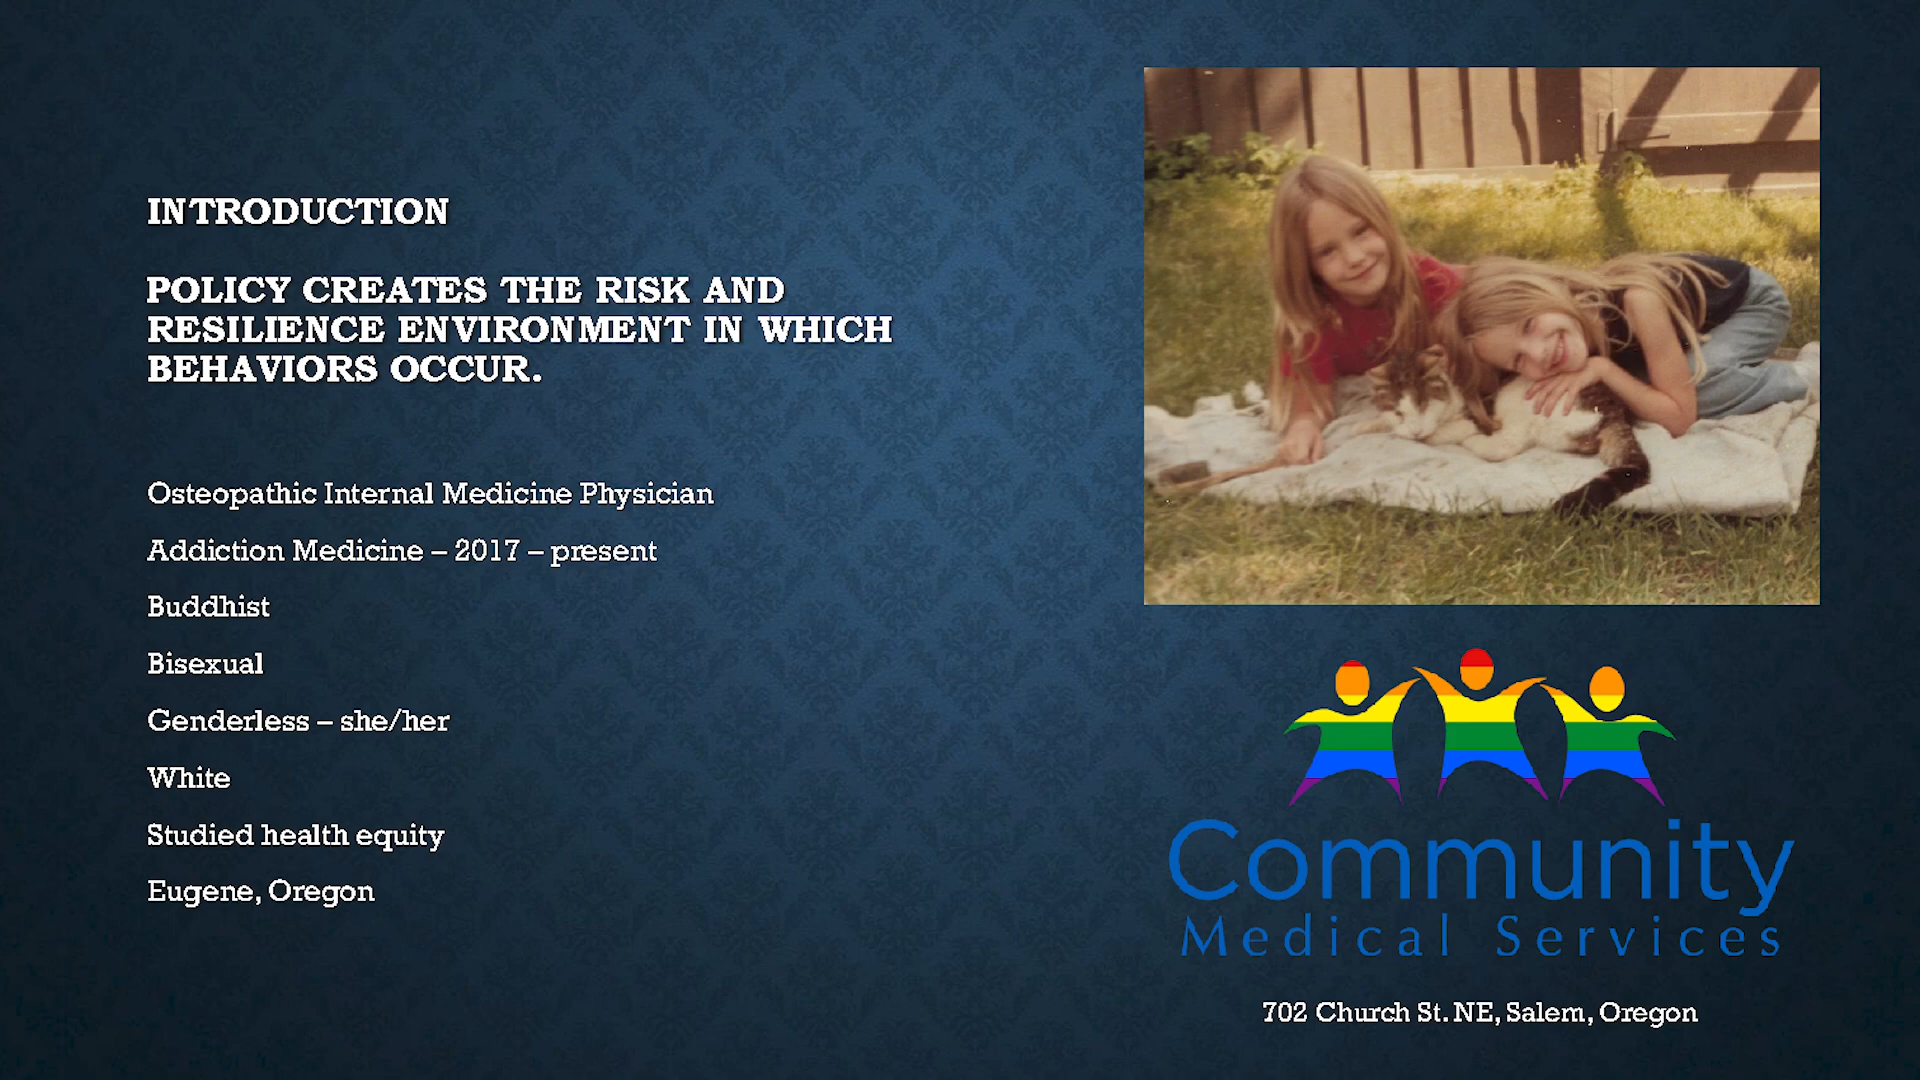 INTRODUCTION
POLICY CREATES THE RISK AND
RESILIENCE ENVIRONMENT IN WHICH
BEHAVIORS OCCUR.
Osteopathic Internal Medicine Physician
Addiction Medicine – 2017 – present
Buddhist
Bisexual
Genderless – she/her
White
Studied health equity
Eugene, Oregon
Community
Medical Services
702 Church St. NE, Salem, Oregon